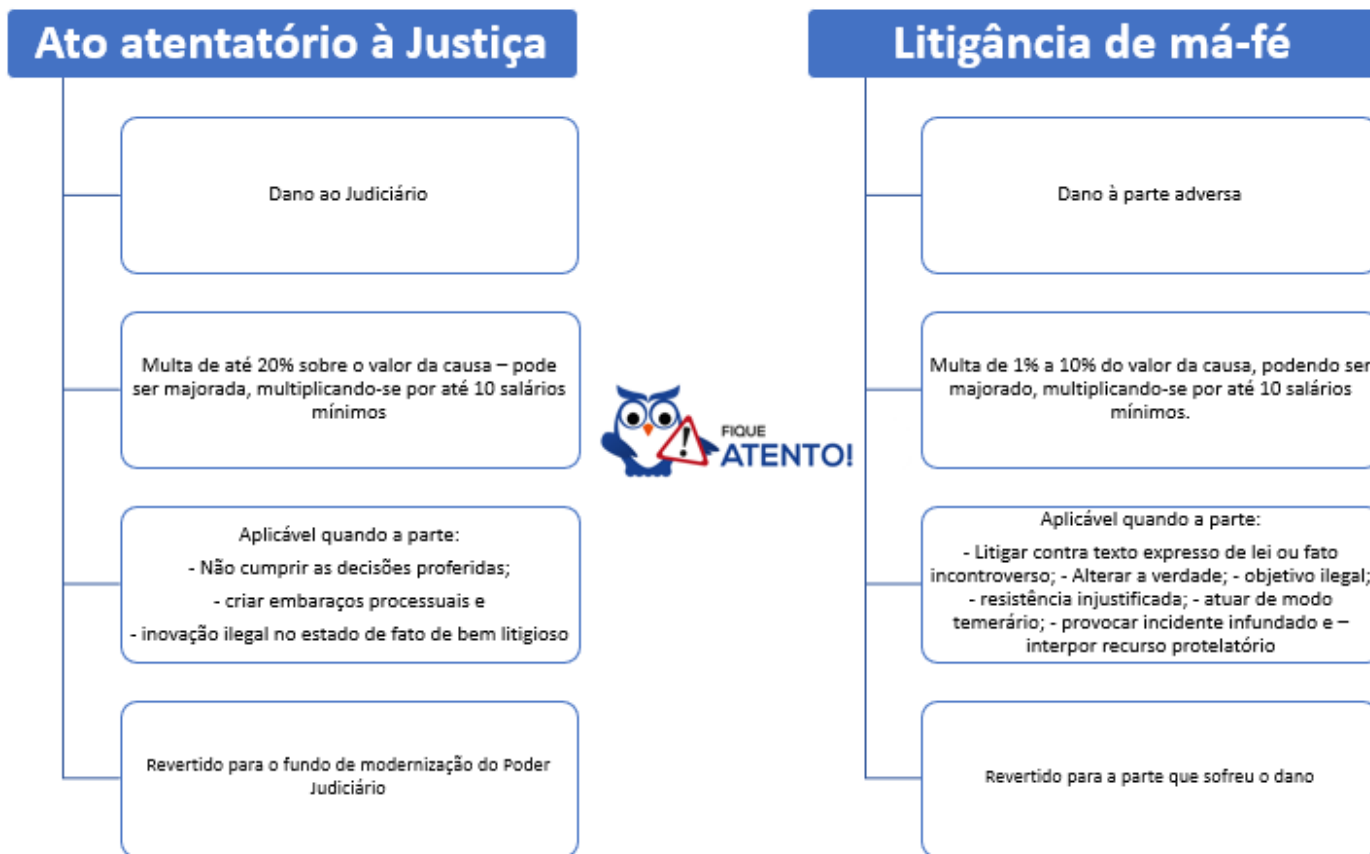 Ato atentatório à Justiça
Dano ao Judiciário
Multa de até 20% sobre o valor da causa – pode
ser majorada, multiplicando-se por até 10 salários
mínimos
Aplicável quando a parte:
- Não cumprir as decisões proferidas;
- criar embaraços processuais e
- inovação ilegal no estado de fato de bem litigioso
Revertido para o fundo de modernização do Poder
Judiciário
FIQUE
ATENTO!
Litigância de má-fé
Dano à parte adversa
Multa de 1% a 10% do valor da causa, podendo ser
majorado, multiplicando-se por até 10 salários
mínimos.
Aplicável quando a parte:
- Litigar contra texto expresso de lei ou fato
incontroverso; - Alterar a verdade; - objetivo ilegal;
- resistência injustificada; - atuar de modo
temerário; - provocar incidente infundado e –
interpor recurso protelatório
Revertido para a parte que sofreu o dano